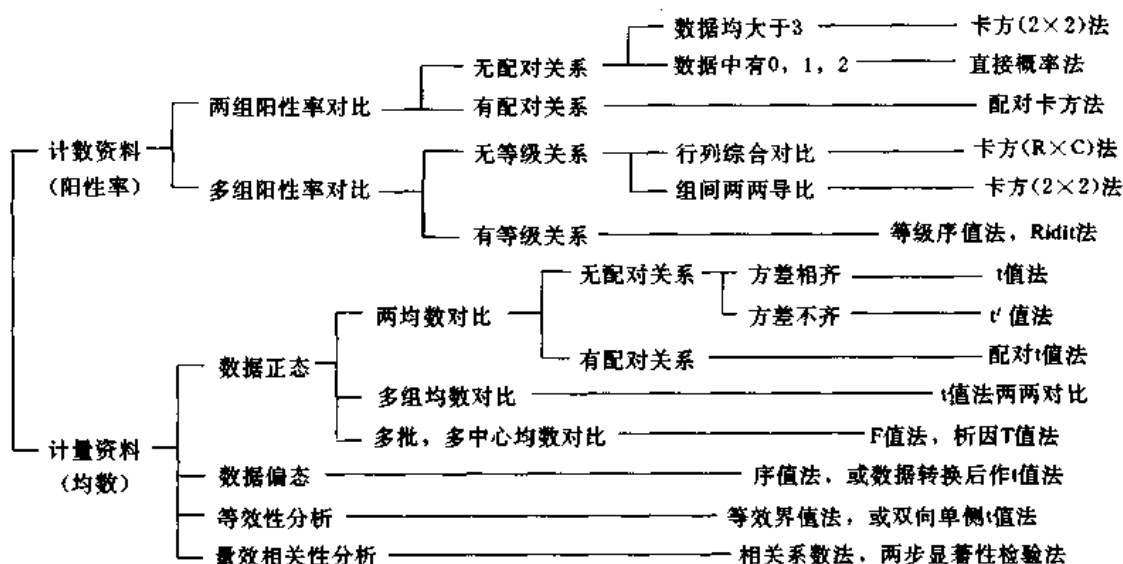 数据均大于3 卡方(2×2)法
无配对关系 数据中有0，1，2 直接概率法
两组阳性率对比 有配对关系 配对卡方法
计数资料 无等级关系 行列综合对比 卡方(R×C)法
(阳性率) 多组阳性率对比 组间两两导比 卡方(2×2)法
有等级关系 等级序值法，Ridit法
无配对关系 方差相齐 t值法
两均数对比 方差不齐 t′值法
数据正态 有配对关系 配对t值法
多组均数对比 t值法两两对比
计量资料 多批，多中心均数对比 F值法，析因T值法
(均数) 数据偏态 序值法，或数据转换后作t值法
等效性分析 等效界值法，或双向单侧t值法
量效相关性分析 相关系数法，两步显著性检验法